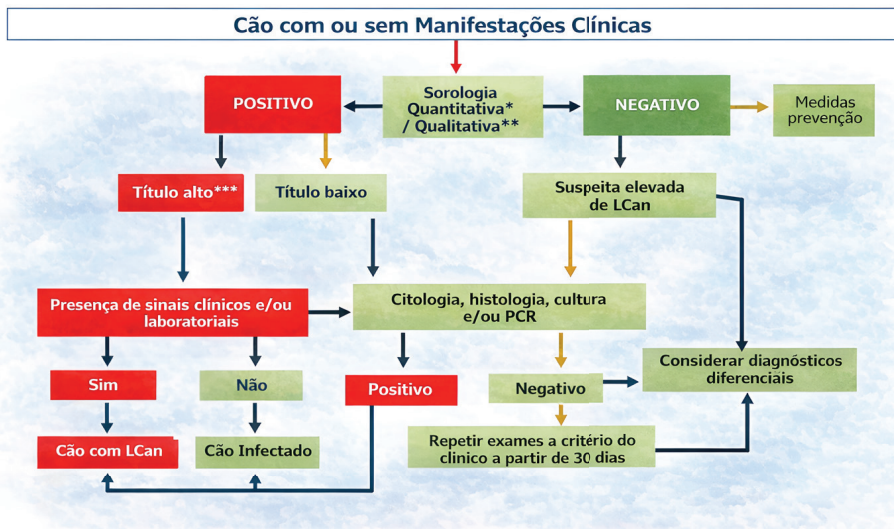 Cão com ou sem Manifestações Clínicas
POSITIVO
Sorologia
Quantitativa*
/ Qualitativa**
NEGATIVO
Medidas
prevenção
Título alto***
Título baixo
Suspeita elevada
de LCan
Presença de sinais clínicos e/ou
laboratoriais
Citologia, histologia, cultura
e/ou PCR
Considerar diagnósticos
diferenciais
Sim
Não
Positivo
Negativo
Cão com LCan
Cão Infectado
Repetir exames a critério do
clinico a partir de 30 dias